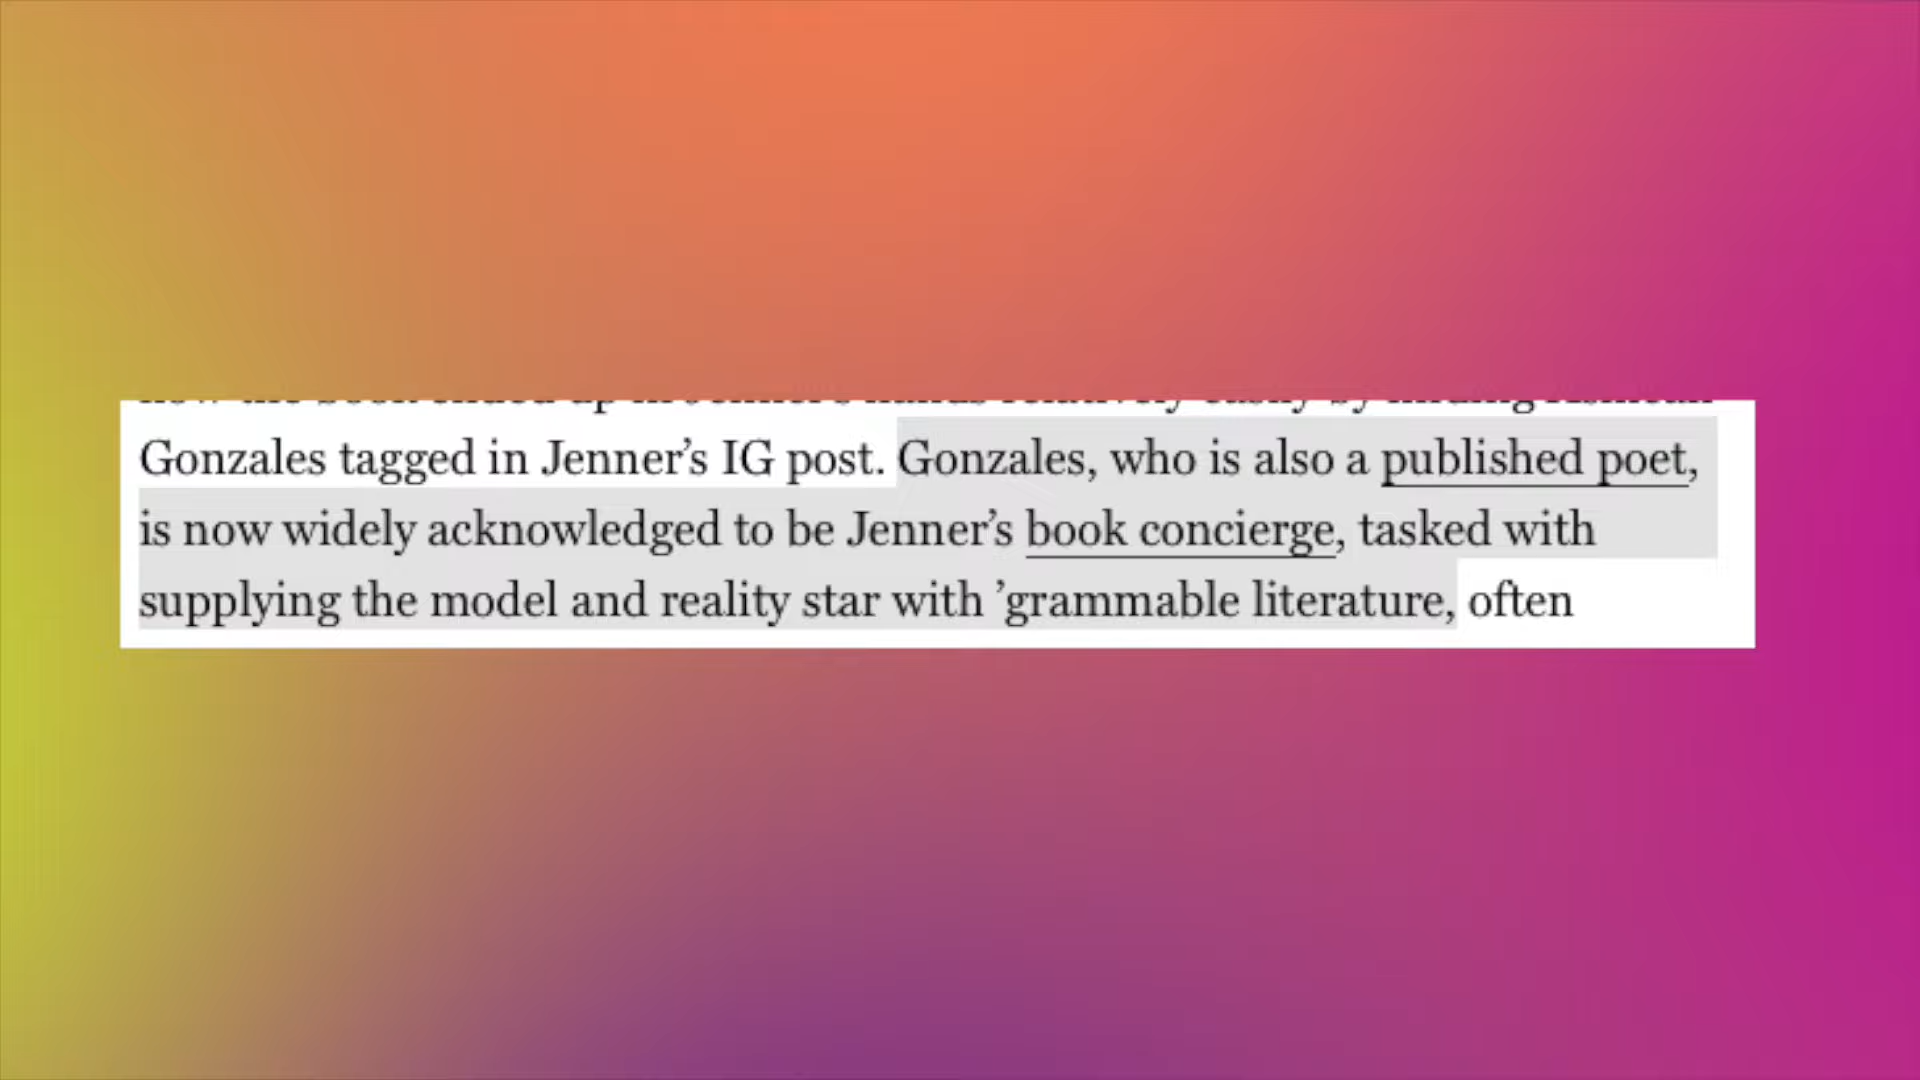 Gonzales tagged in Jenner’s IG post. Gonzales, who is also a published poet,
is now widely acknowledged to be Jenner’s book concierge, tasked with
supplying the model and reality star with ’grammable literature, often